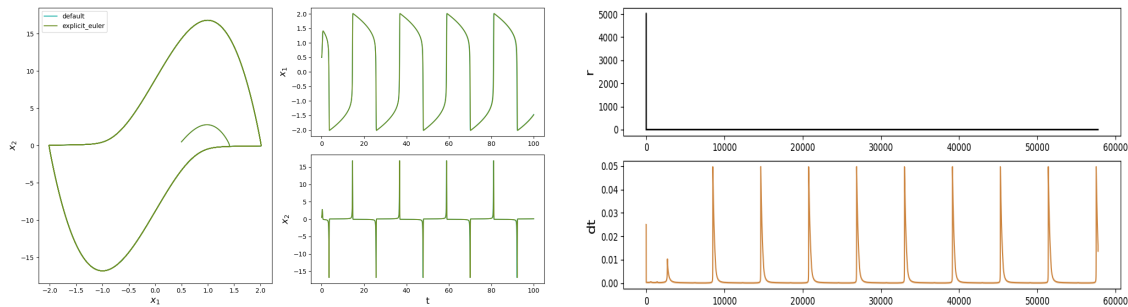 default
explicit_euler
15
10
5
0
−5
−10
−15
x₂
−2.0 −1.5 −1.0 −0.5 0.0 0.5 1.0 1.5 2.0
x₁
2.0
1.5
1.0
0.5
0.0
−0.5
−1.0
−1.5
−2.0
x₁
0 20 40 60 80 100
15
10
5
0
−5
−10
−15
x₂
0 20 40 60 80 100
t
5000
4000
3000
2000
1000
0
r
0 10000 20000 30000 40000 50000 60000
0.05
0.04
0.03
0.02
0.01
0.00
dt
0 10000 20000 30000 40000 50000 60000